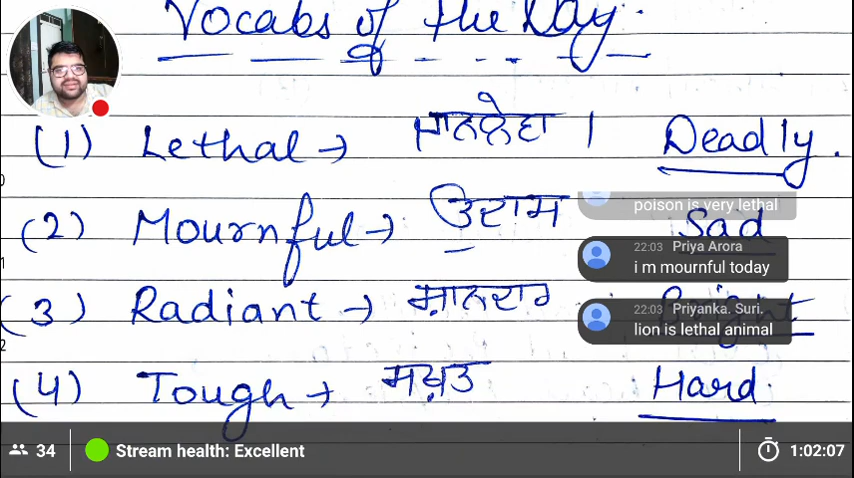 Vocabs of the Day.
(1) Lethal → ਜਾਨਲੇਵਾ । Deadly.
poison is very lethal
(2) Mournful → ਉਦਾਸ Sad
22:03 Priya Arora
i m mournful today
(3) Radiant → ਸ਼ਾਨਦਾਰ Bright
22:03 Priyanka. Suri.
lion is lethal animal
(4) Tough → ਸਖ਼ਤ Hard.
34 Stream health: Excellent 1:02:07